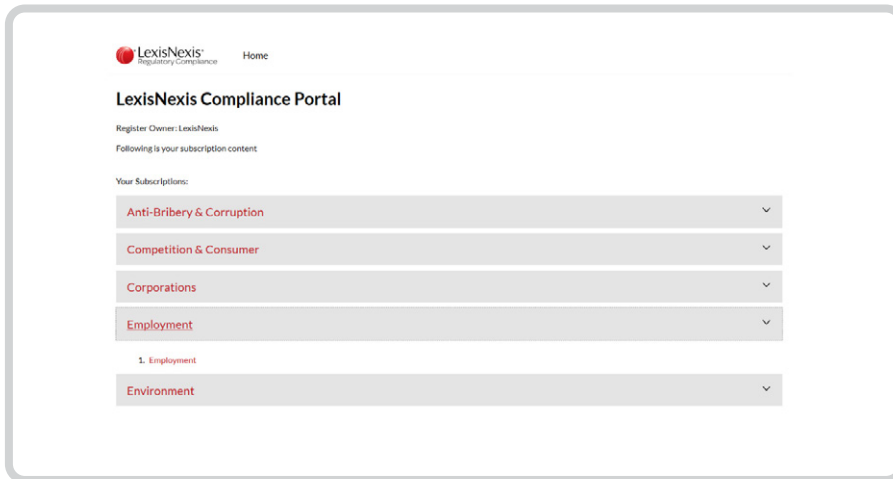 LexisNexis®
Regulatory Compliance
Home
LexisNexis Compliance Portal
Register Owner: LexisNexis
Following is your subscription content
Your Subscriptions:
Anti-Bribery & Corruption
Competition & Consumer
Corporations
Employment
1. Employment
Environment